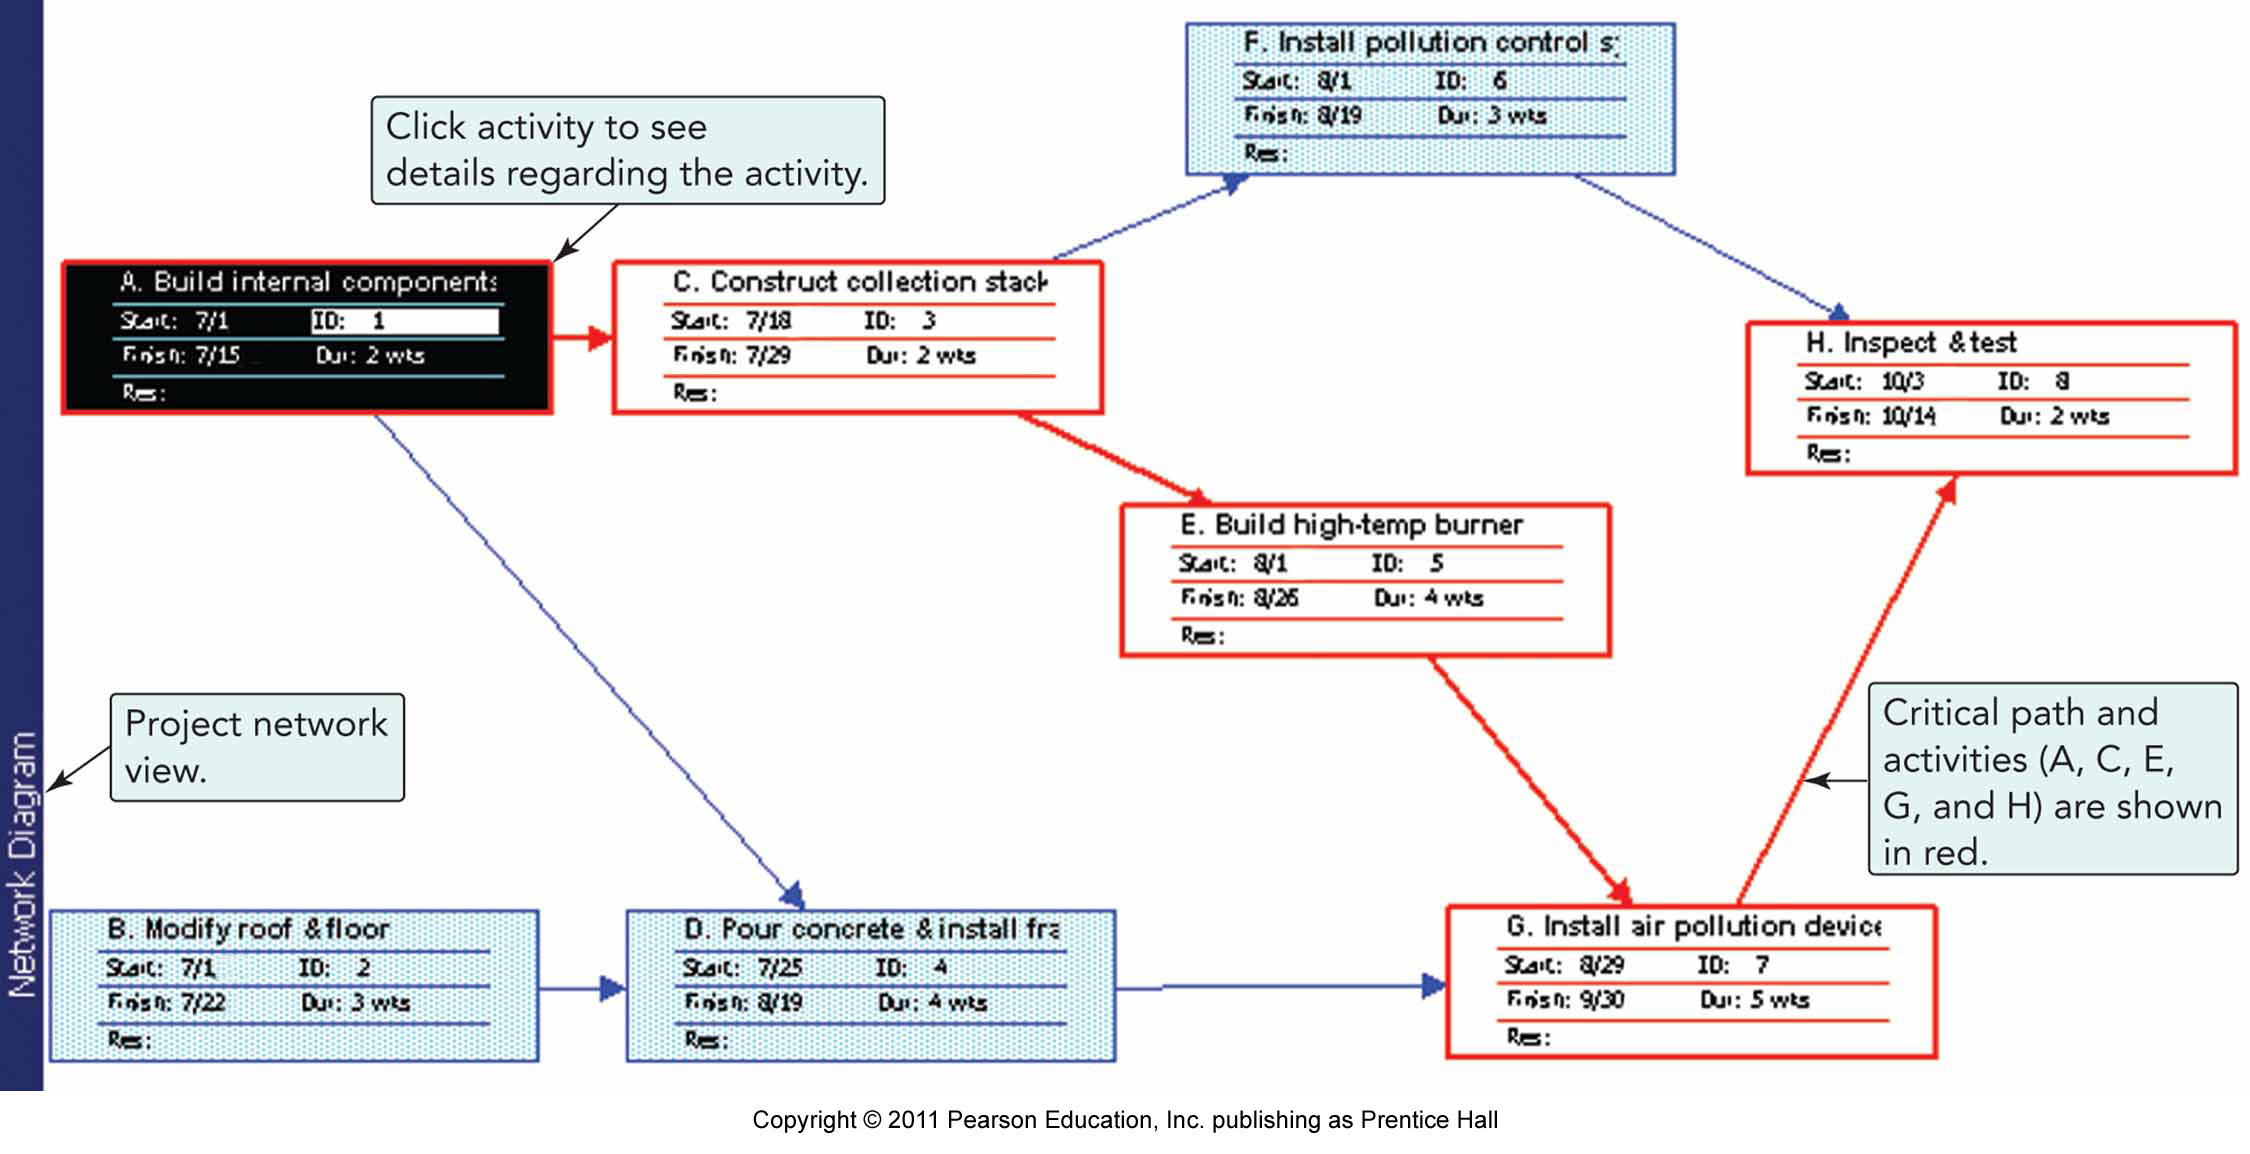 F. Install pollution control s
Start: 8/1 ID: 6
Finish: 8/19 Dur: 3 wks
Res:
Click activity to see
details regarding the activity.
A. Build internal components
Start: 7/1 ID: 1
Finish: 7/15 Dur: 2 wks
Res:
C. Construct collection stack
Start: 7/18 ID: 3
Finish: 7/29 Dur: 2 wks
Res:
H. Inspect & test
Start: 10/3 ID: 8
Finish: 10/14 Dur: 2 wks
Res:
E. Build high-temp burner
Start: 8/1 ID: 5
Finish: 8/26 Dur: 4 wks
Res:
Project network
view.
Critical path and
activities (A, C, E,
G, and H) are shown
in red.
Network Diagram
B. Modify roof & floor
Start: 7/1 ID: 2
Finish: 7/22 Dur: 3 wks
Res:
D. Pour concrete & install fra
Start: 7/25 ID: 4
Finish: 8/19 Dur: 4 wks
Res:
G. Install air pollution device
Start: 8/29 ID: 7
Finish: 9/30 Dur: 5 wks
Res:
Copyright © 2011 Pearson Education, Inc. publishing as Prentice Hall